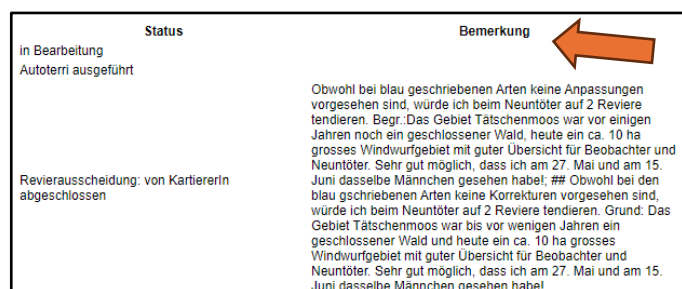 Status Bemerkung
in Bearbeitung
Autoterri ausgeführt
Obwohl bei blau geschriebenen Arten keine Anpassungen
vorgesehen sind, würde ich beim Neuntöter auf 2 Reviere
tendieren. Begr.:Das Gebiet Tätschenmoos war vor einigen
Jahren noch ein geschlossener Wald, heute ein ca. 10 ha
grosses Windwurfgebiet mit guter Übersicht für Beobachter und
Neuntöter. Sehr gut möglich, dass ich am 27. Mai und am 15.
Revierausscheidung: von KartiererIn
abgeschlossen
Juni dasselbe Männchen gesehen habe!; ## Obwohl bei den
blau gschriebenen Arten keine Korrekturen vorgesehen sind,
würde ich beim Neuntöter auf 2 Reviere tendieren. Grund: Das
Gebiet Tätschenmoos war bis vor wenigen Jahren ein
geschlossener Wald und heute ein ca. 10 ha grosses
Windwurfgebiet mit guter Übersicht für Beobachter und
Neuntöter. Sehr gut möglich, dass ich am 27. Mai und am 15.
Juni dasselbe Männchen gesehen habe!